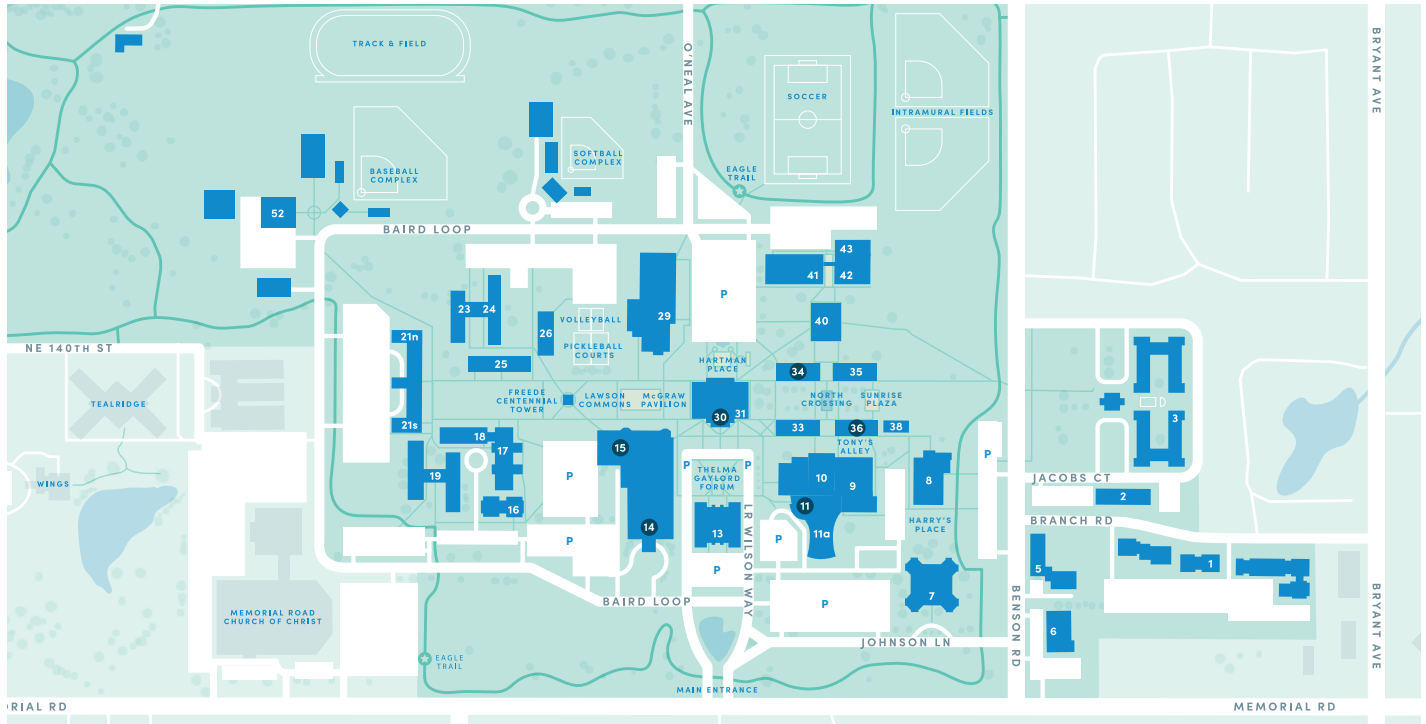 TRACK & FIELD
O'NEAL AVE
SOCCER
INTRAMURAL FIELDS
BRYANT AVE
BASEBALL
COMPLEX
SOFTBALL
COMPLEX
EAGLE
TRAIL
52
BAIRD LOOP
43
41
42
P
23
24
26
VOLLEYBALL
29
40
PICKLEBALL
COURTS
21n
25
NE 140TH ST
HARTMAN
PLACE
34
35
TEALRIDGE
FREEDE
CENTENNIAL
TOWER
LAWSON
COMMONS
McGRAW
PAVILION
30
31
NORTH
CROSSING
SUNRISE
PLAZA
3
21s
18
17
15
33
36
38
TONY'S
ALLEY
P
P
P
P
THELMA
GAYLORD
FORUM
10
9
8
19
16
WINGS
JACOBS CT
2
BRANCH RD
11
14
13
LR WILSON WAY
11a
HARRY'S
PLACE
P
P
P
5
1
7
BENSON RD
BRYANT AVE
BAIRD LOOP
P
MEMORIAL ROAD
CHURCH OF CHRIST
6
JOHNSON LN
EAGLE
TRAIL
MAIN ENTRANCE
RIAL RD
MEMORIAL RD